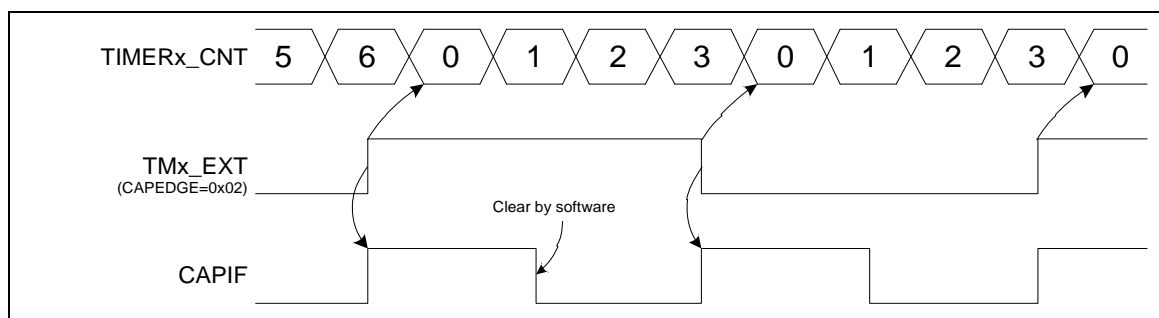 TIMERx_CNT 5 6 0 1 2 3 0 1 2 3 0
TMx_EXT
(CAPEDGE=0x02)
Clear by software
CAPIF